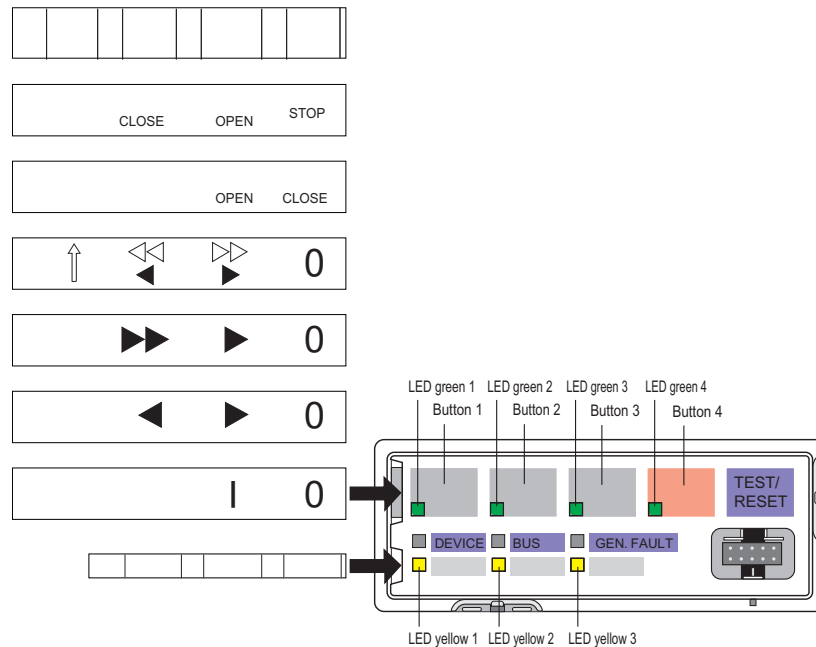 CLOSE OPEN STOP
OPEN CLOSE
0
0
0
I 0
LED green 1 LED green 2 LED green 3 LED green 4
Button 1 Button 2 Button 3 Button 4
TEST/
RESET
DEVICE BUS GEN. FAULT
LED yellow 1 LED yellow 2 LED yellow 3